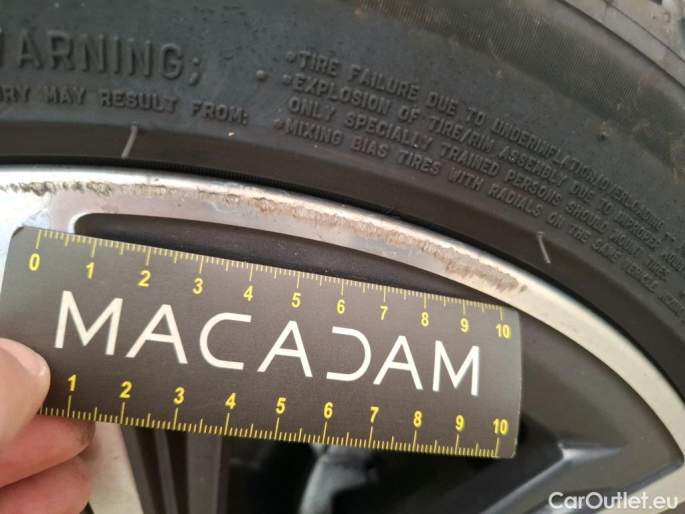 WARNING;
RY MAY RESULT FROM:
•TIRE FAILURE DUE TO UNDERINFLATION/OVERLOADING
•EXPLOSION OF TIRE/RIM ASSEMBLY DUE TO IMPROPER
ONLY SPECIALLY TRAINED PERSONS SHOULD MOUNT TIRES.
•MIXING BIAS TIRES WITH RADIALS ON THE SAME VEHICLE
0 1 2 3 4 5 6 7 8 9 10
MACADAM
1 2 3 4 5 6 7 8 9 10
CarOutlet.eu